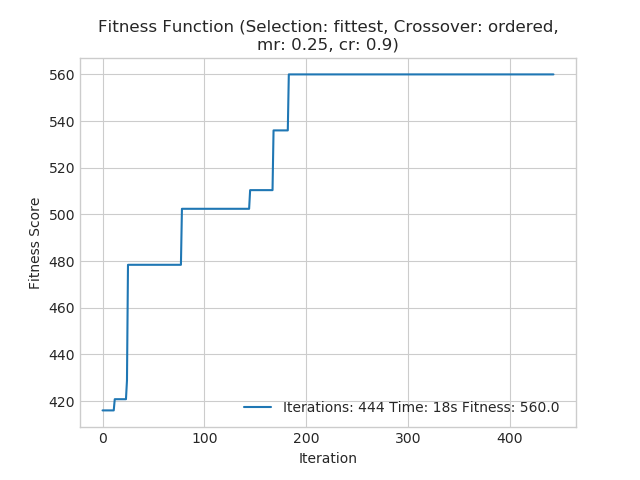 Fitness Function (Selection: fittest, Crossover: ordered,
mr: 0.25, cr: 0.9)
560
540
520
500
480
460
440
420
Fitness Score
Iterations: 444 Time: 18s Fitness: 560.0
0 100 200 300 400
Iteration